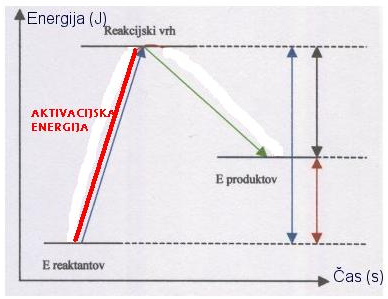 Energija (J)
Reakcijski vrh
AKTIVACIJSKA
ENERGIJA
E produktov
E reaktantov
Čas (s)